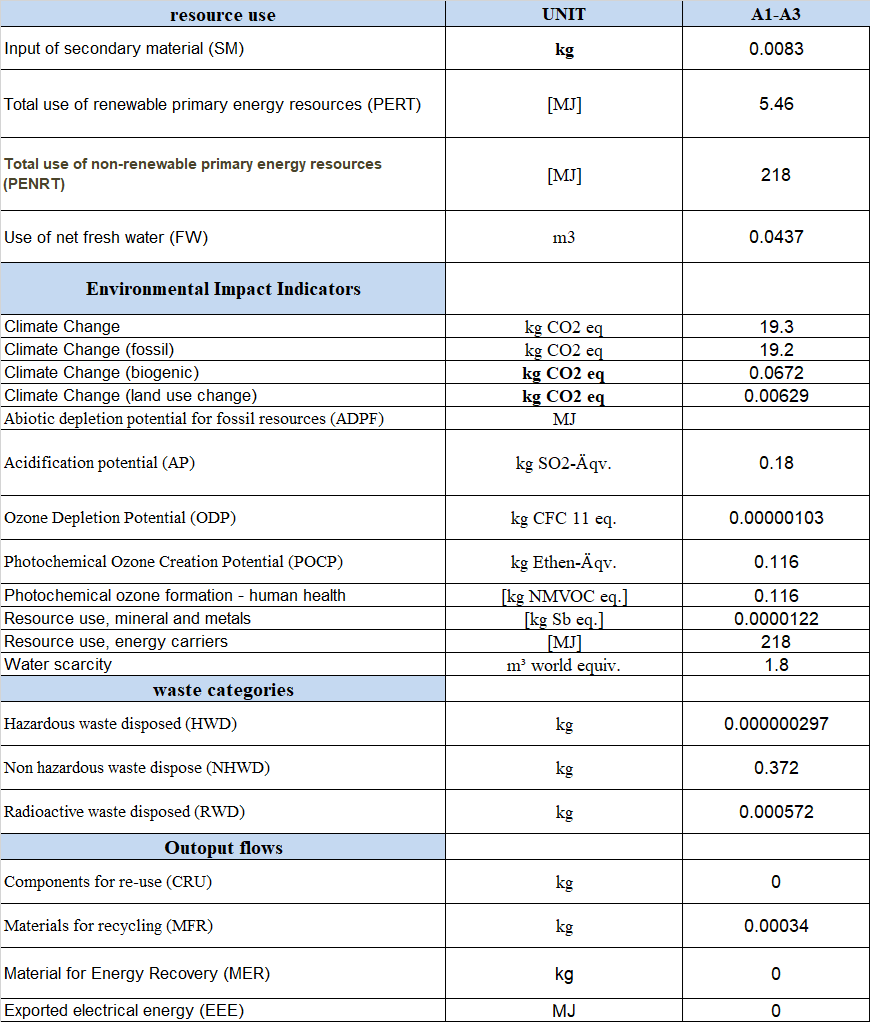 resource use UNIT A1-A3
Input of secondary material (SM) kg 0.0083
Total use of renewable primary energy resources (PERT) [MJ] 5.46
Total use of non-renewable primary energy resources
(PENRT) [MJ] 218
Use of net fresh water (FW) m3 0.0437
Environmental Impact Indicators
Climate Change kg CO2 eq 19.3
Climate Change (fossil) kg CO2 eq 19.2
Climate Change (biogenic) kg CO2 eq 0.0672
Climate Change (land use change) kg CO2 eq 0.00629
Abiotic depletion potential for fossil resources (ADPF) MJ
Acidification potential (AP) kg SO2-Äqv. 0.18
Ozone Depletion Potential (ODP) kg CFC 11 eq. 0.00000103
Photochemical Ozone Creation Potential (POCP) kg Ethen-Äqv. 0.116
Photochemical ozone formation - human health [kg NMVOC eq.] 0.116
Resource use, mineral and metals [kg Sb eq.] 0.0000122
Resource use, energy carriers [MJ] 218
Water scarcity m³ world equiv. 1.8
waste categories
Hazardous waste disposed (HWD) kg 0.000000297
Non hazardous waste dispose (NHWD) kg 0.372
Radioactive waste disposed (RWD) kg 0.000572
Outoput flows
Components for re-use (CRU) kg 0
Materials for recycling (MFR) kg 0.00034
Material for Energy Recovery (MER) kg 0
Exported electrical energy (EEE) MJ 0